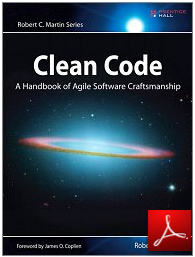 Robert C. Martin Series
PRENTICE
HALL
Clean Code
A Handbook of Agile Software Craftsmanship
Foreword by James O. Coplien
Robe